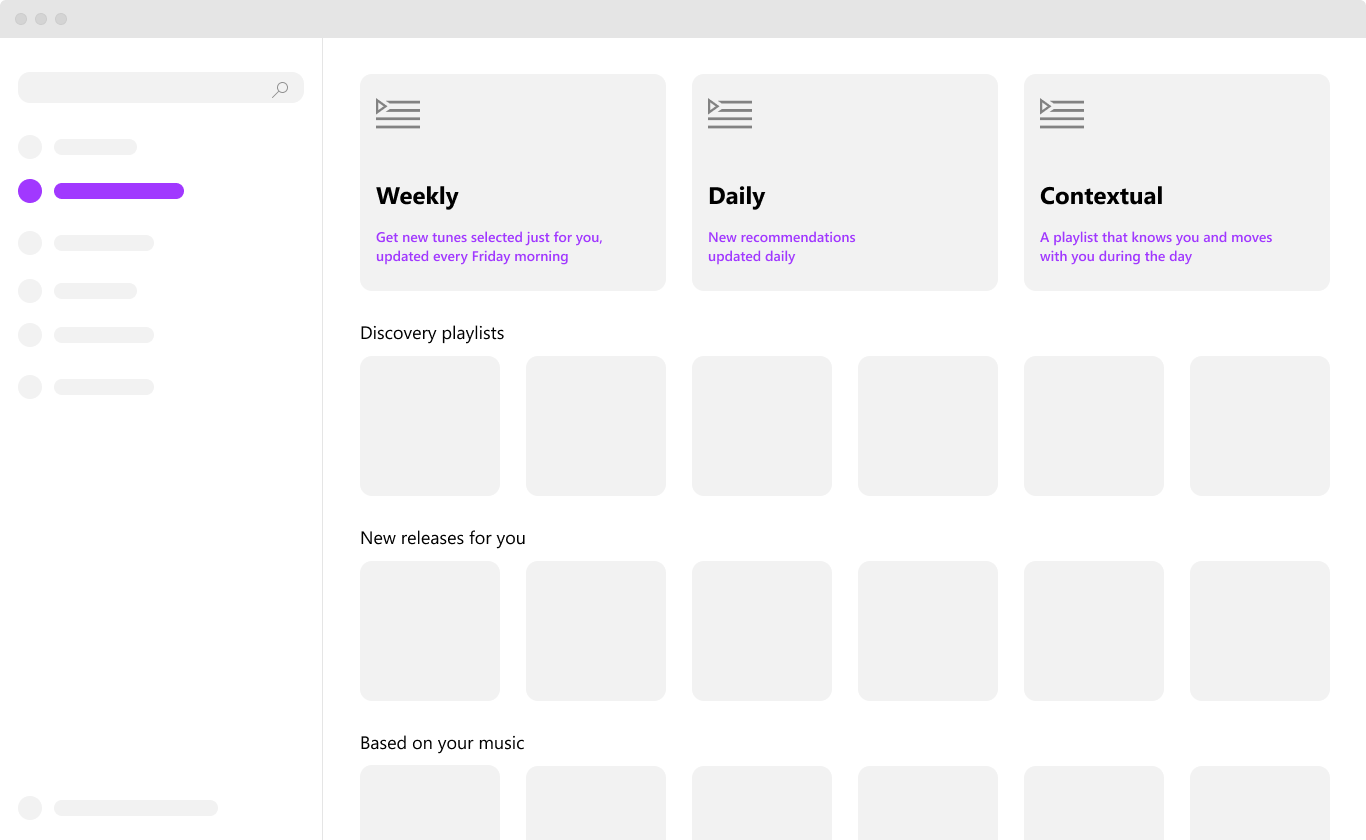 Weekly
Get new tunes selected just for you,
updated every Friday morning
Daily
New recommendations
updated daily
Contextual
A playlist that knows you and moves
with you during the day
Discovery playlists
New releases for you
Based on your music